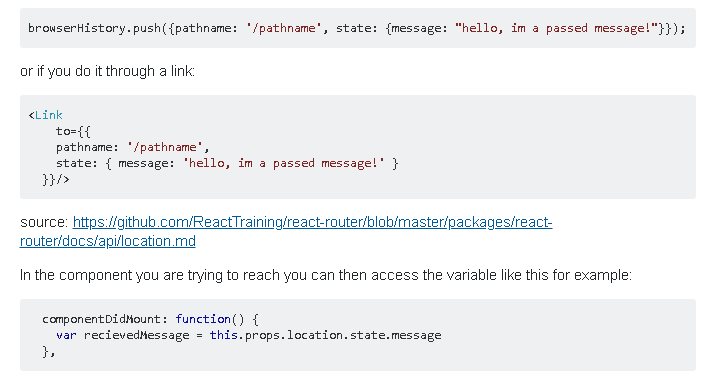 browserHistory.push({pathname: '/pathname', state: {message: "hello, im a passed message!"}});
or if you do it through a link:
<Link
to={{
pathname: '/pathname',
state: { message: 'hello, im a passed message!' }
}}/>
source: https://github.com/ReactTraining/react-router/blob/master/packages/react-
router/docs/api/location.md
In the component you are trying to reach you can then access the variable like this for example:
componentDidMount: function() {
var recievedMessage = this.props.location.state.message
},